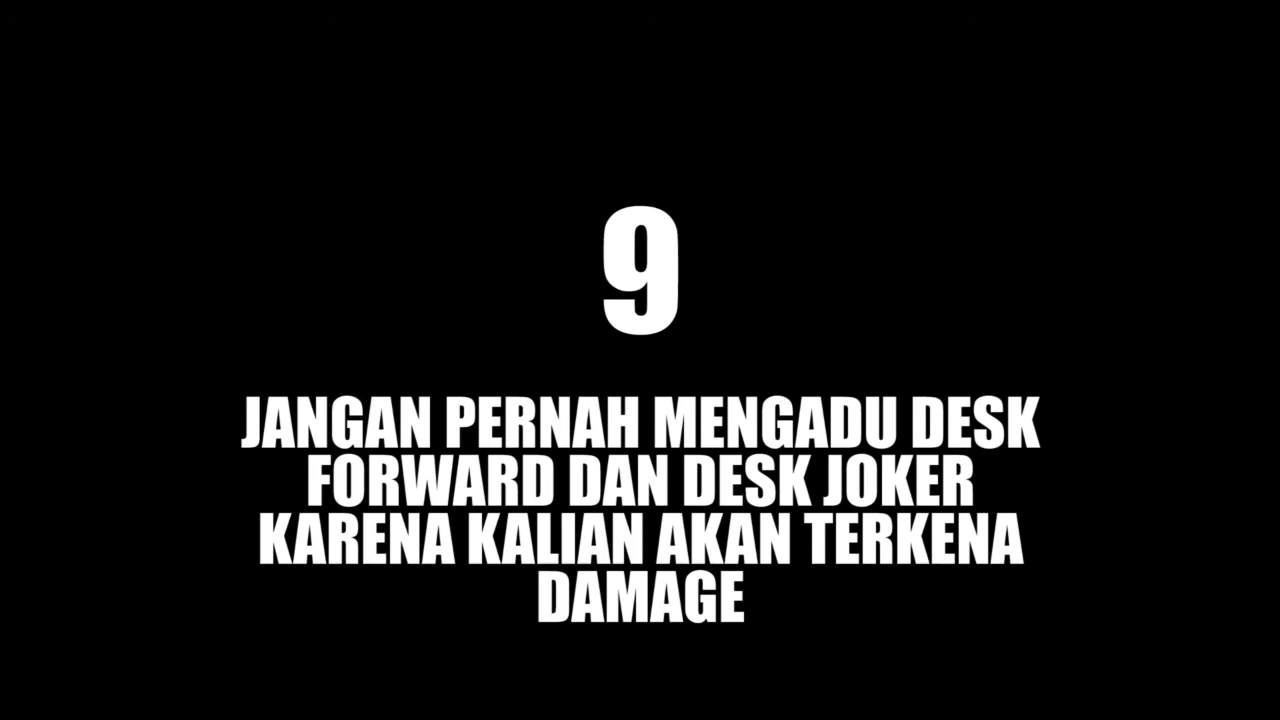 9
JANGAN PERNAH MENGADU DESK
FORWARD DAN DESK JOKER
KARENA KALIAN AKAN TERKENA
DAMAGE